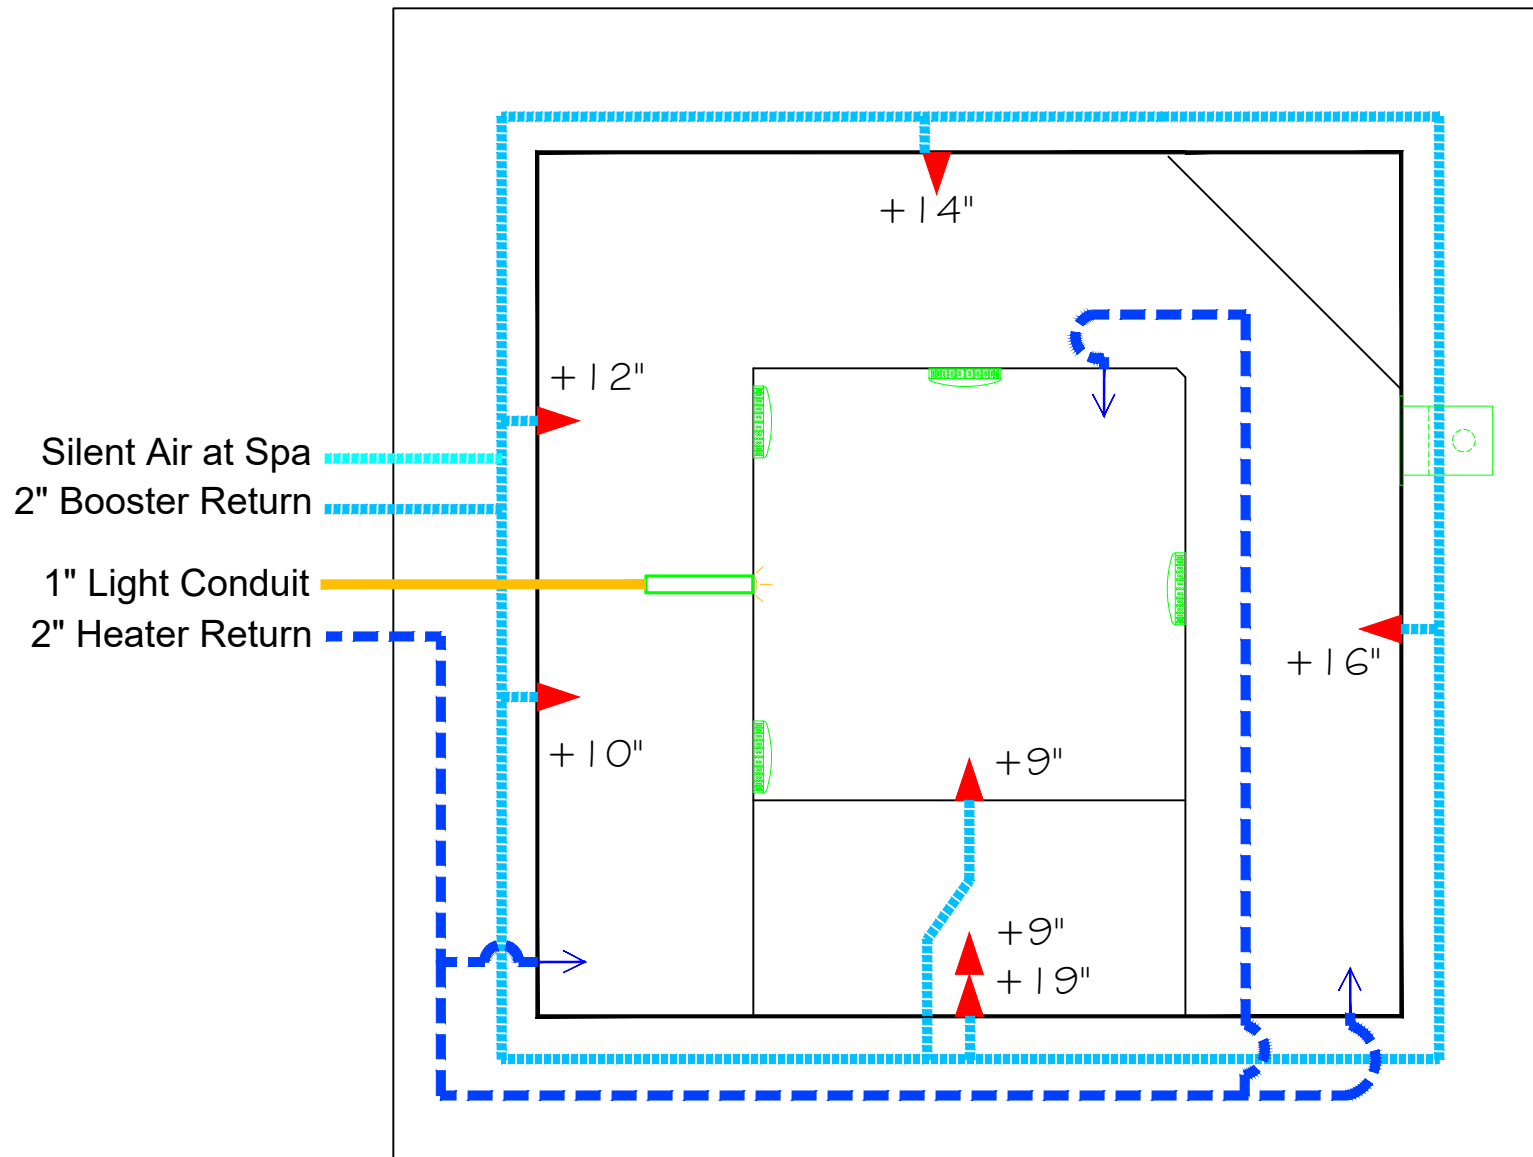 +14"
+12"
Silent Air at Spa
2" Booster Return
1" Light Conduit
2" Heater Return
+16"
+10"
+9"
+9"
+19"